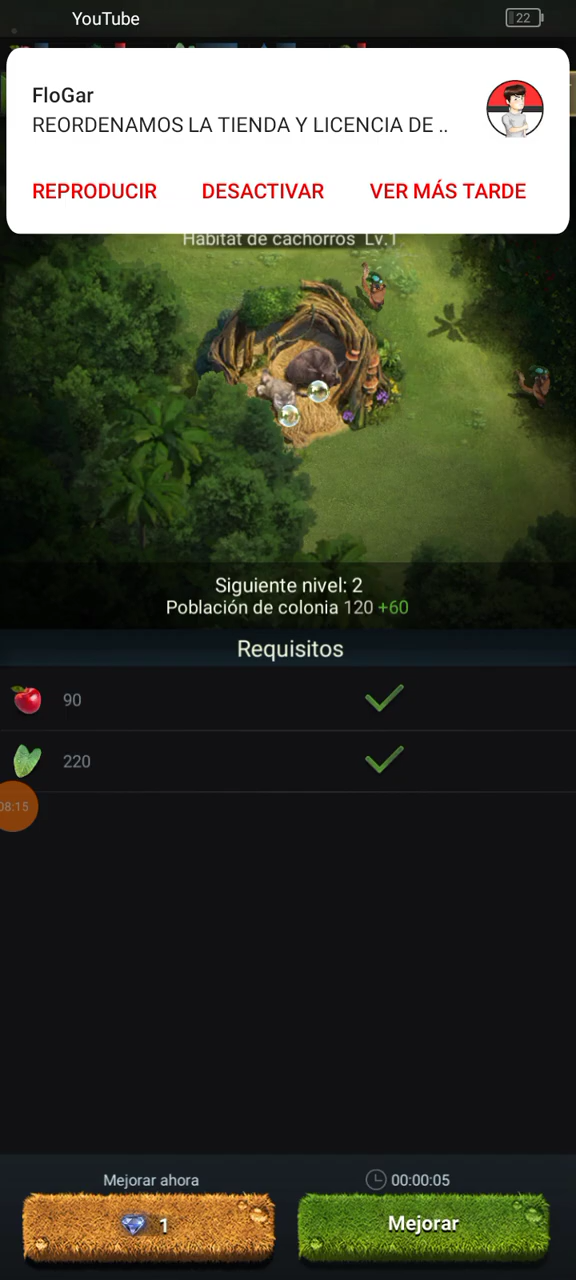 YouTube
22
FloGar
REORDENAMOS LA TIENDA Y LICENCIA DE ..
REPRODUCIR DESACTIVAR VER MÁS TARDE
Habitat de cachorros Lv.1
Siguiente nivel: 2
Población de colonia 120 +60
Requisitos
90
220
08:15
Mejorar ahora
00:00:05
1
Mejorar